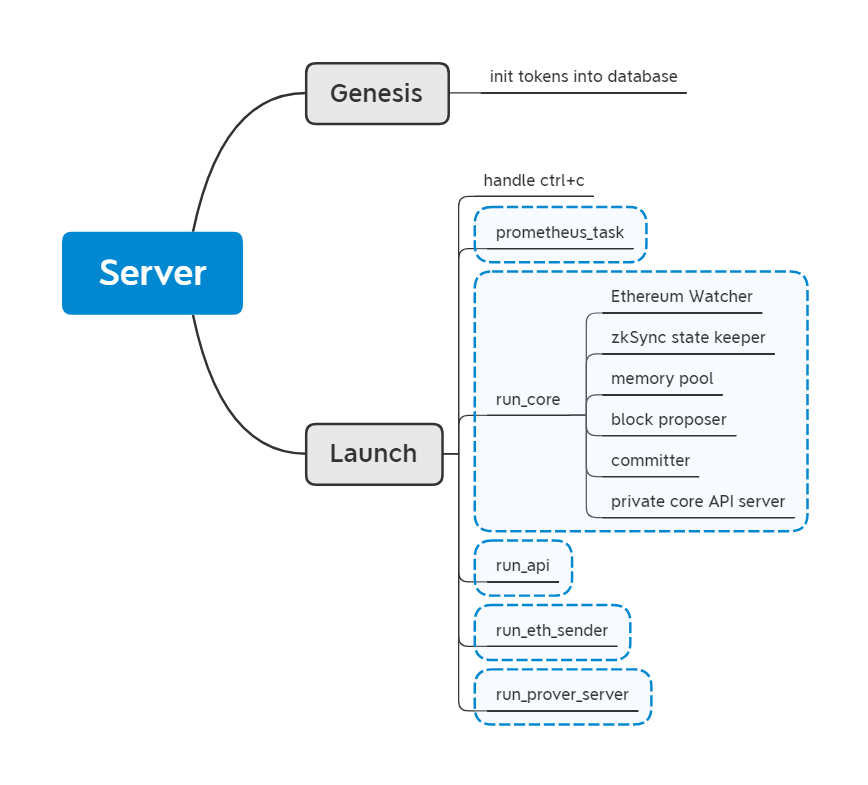 Genesis
init tokens into database
Server
Launch
handle ctrl+c
prometheus_task
run_core
Ethereum Watcher
zkSync state keeper
memory pool
block proposer
committer
private core API server
run_api
run_eth_sender
run_prover_server